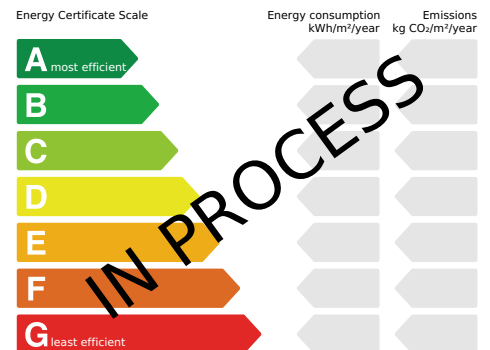 Energy Certificate Scale
Energy consumption
kWh/m²/year
Emissions
kg CO₂/m²/year
A most efficient
B
C
D
E
F
G least efficient
IN PROCESS